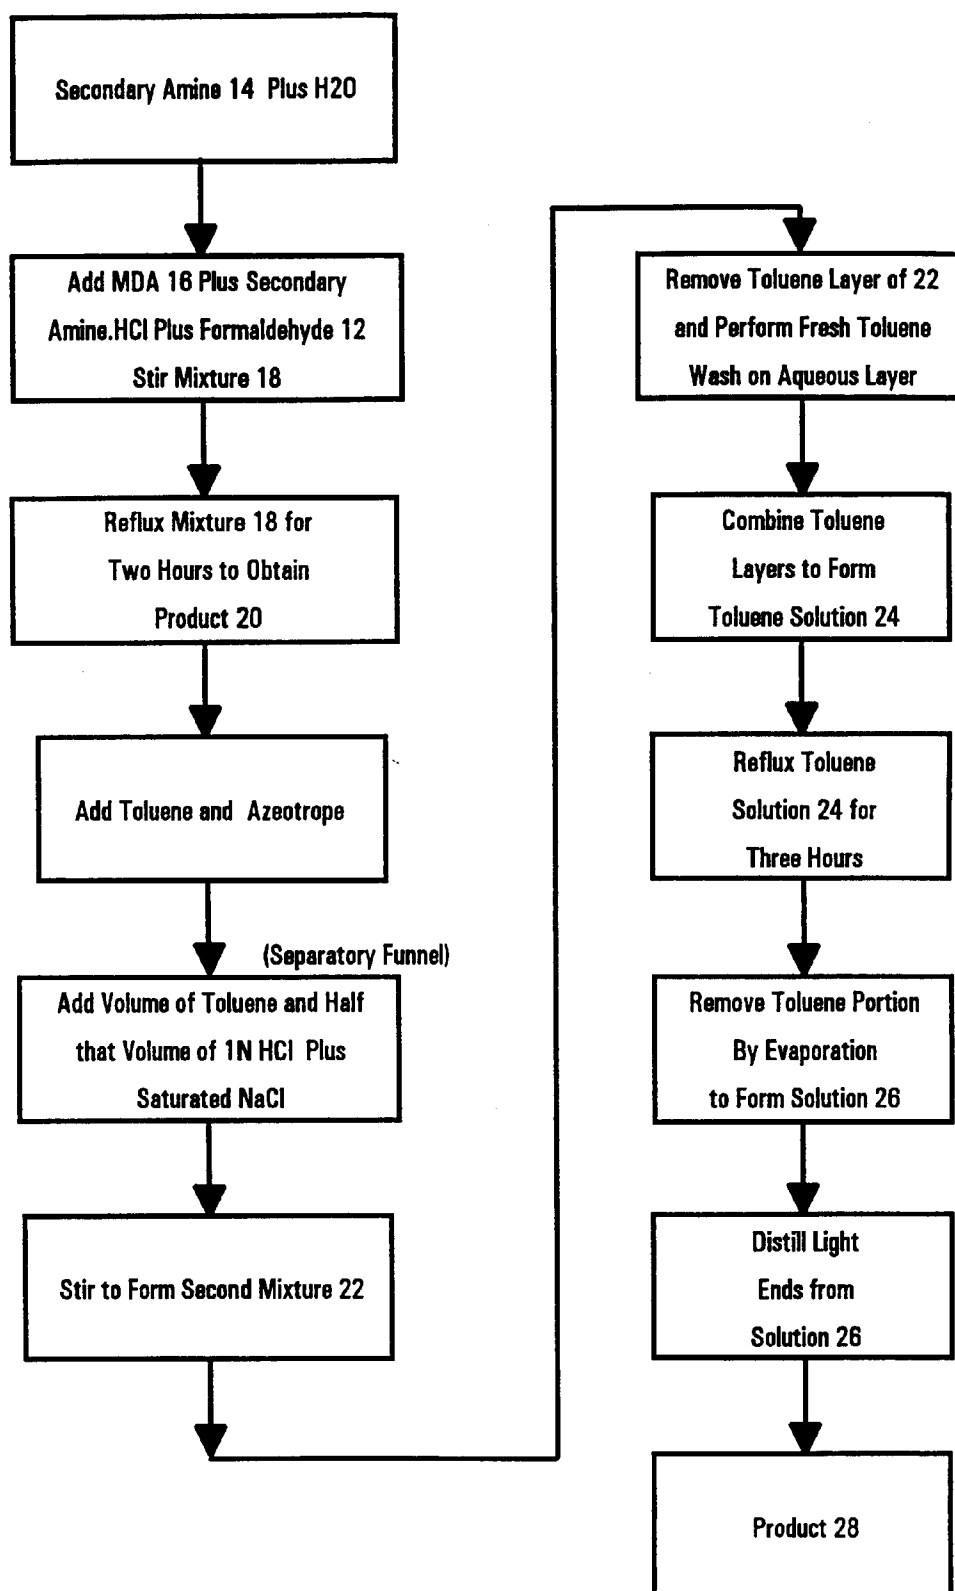 Secondary Amine 14 Plus H2O
Add MDA 16 Plus Secondary
Amine.HCl Plus Formaldehyde 12
Stir Mixture 18
Reflux Mixture 18 for
Two Hours to Obtain
Product 20
Add Toluene and Azeotrope
(Separatory Funnel)
Add Volume of Toluene and Half
that Volume of 1N HCl Plus
Saturated NaCl
Stir to Form Second Mixture 22
Remove Toluene Layer of 22
and Perform Fresh Toluene
Wash on Aqueous Layer
Combine Toluene
Layers to Form
Toluene Solution 24
Reflux Toluene
Solution 24 for
Three Hours
Remove Toluene Portion
By Evaporation
to Form Solution 26
Distill Light
Ends from
Solution 26
Product 28